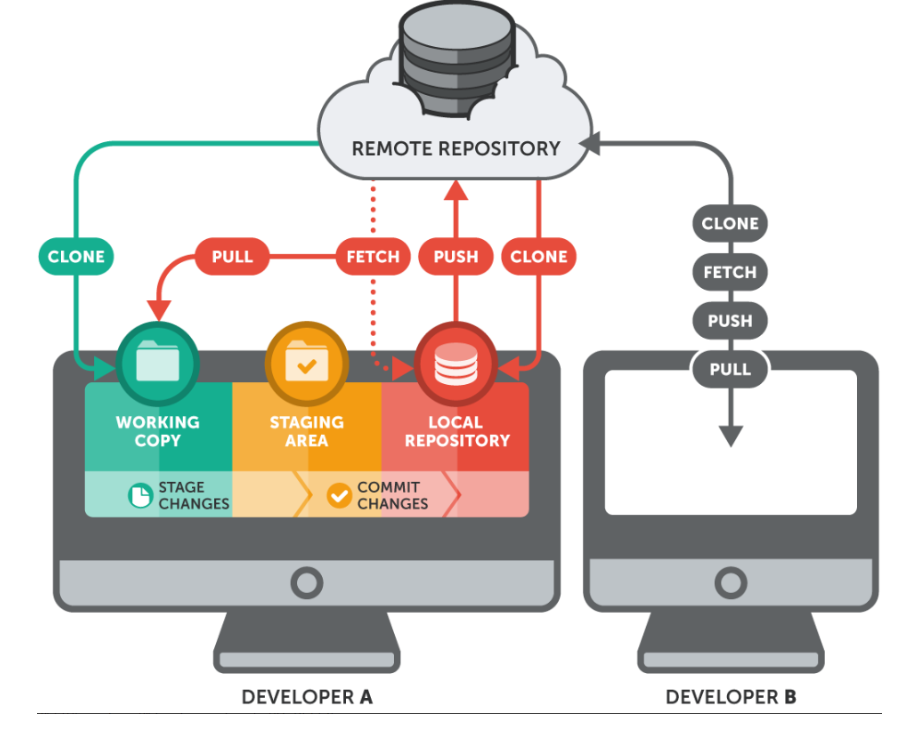 REMOTE REPOSITORY
CLONE
PULL
FETCH
PUSH
CLONE
CLONE
FETCH
PUSH
PULL
WORKING
COPY
STAGING
AREA
LOCAL
REPOSITORY
STAGE
CHANGES
COMMIT
CHANGES
DEVELOPER A
DEVELOPER B